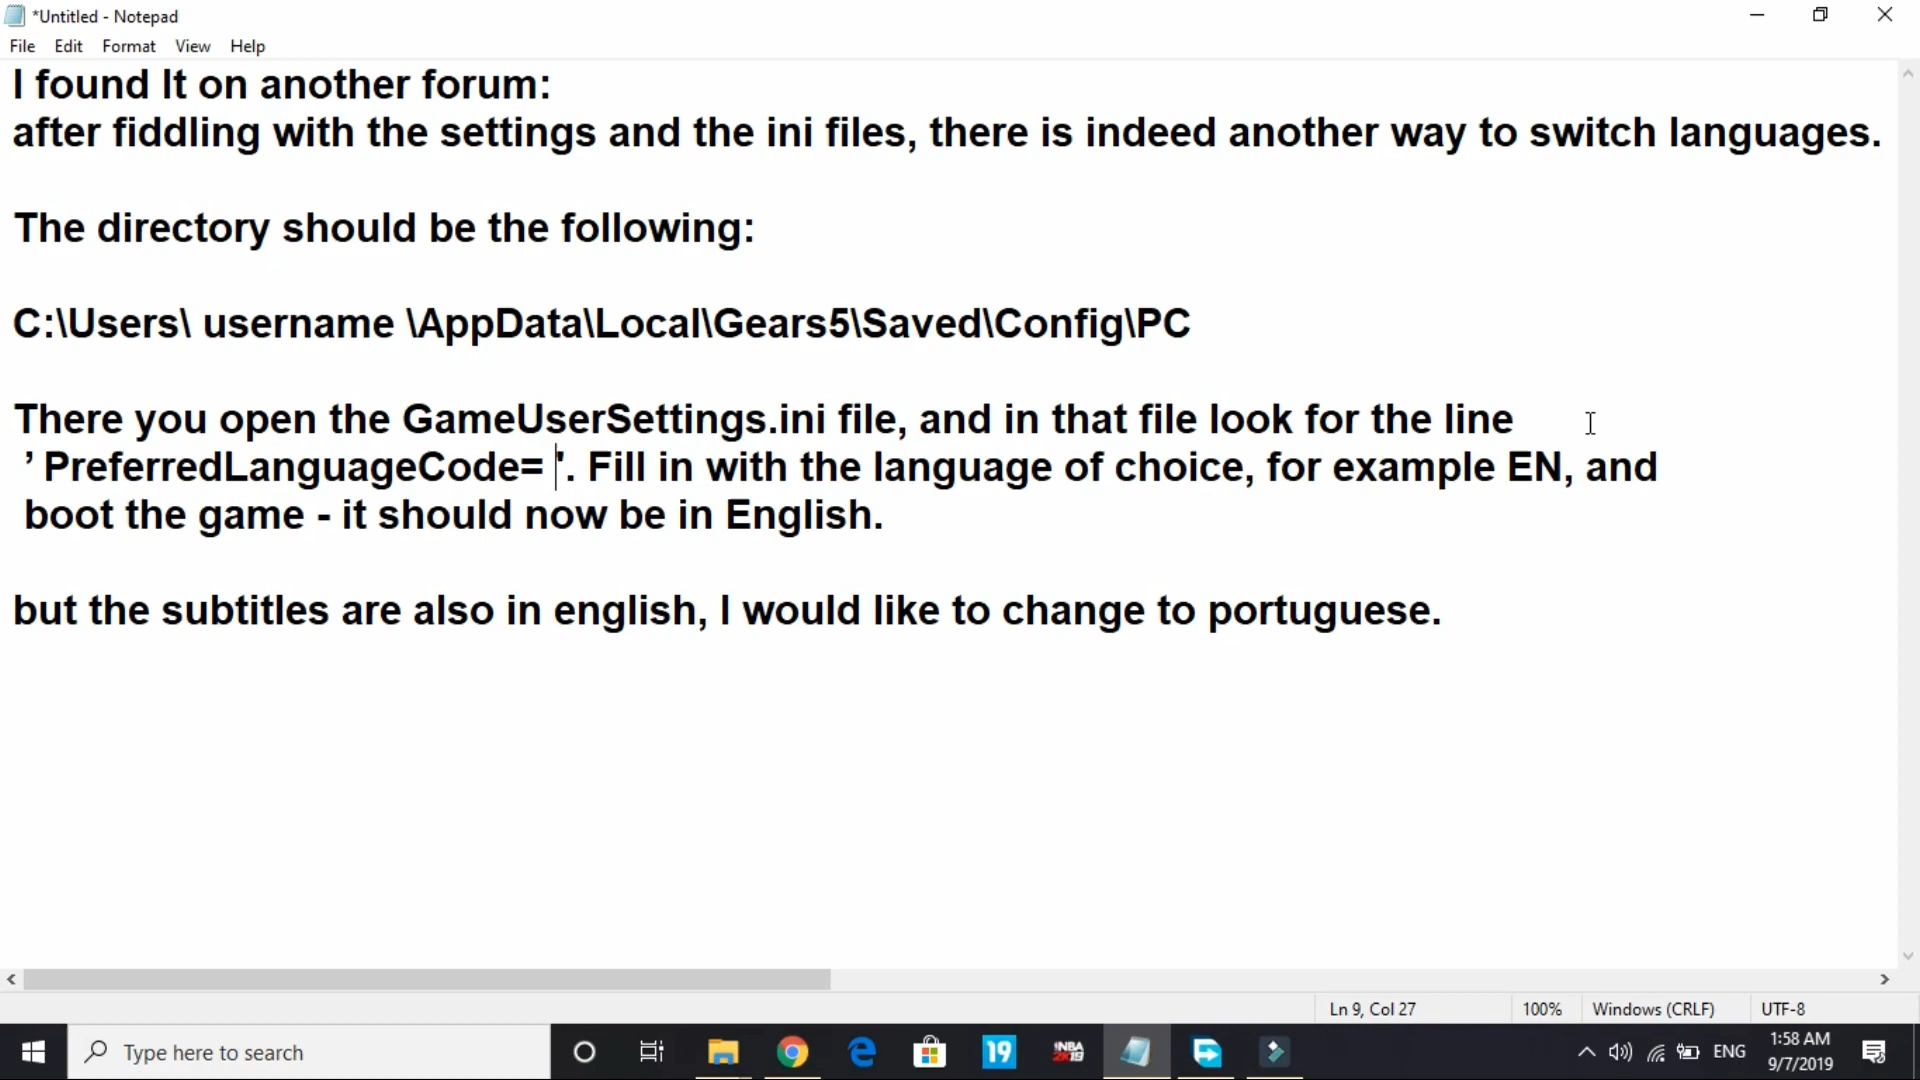 *Untitled - Notepad
File Edit Format View Help
I found It on another forum:
after fiddling with the settings and the ini files, there is indeed another way to switch languages.
The directory should be the following:
C:\Users\ username \AppData\Local\Gears5\Saved\Config\PC
There you open the GameUserSettings.ini file, and in that file look for the line
’ PreferredLanguageCode= '. Fill in with the language of choice, for example EN, and
boot the game - it should now be in English.
but the subtitles are also in english, I would like to change to portuguese.
Ln 9, Col 27 100% Windows (CRLF) UTF-8
Type here to search 19 NBA 2K19 ENG 1:58 AM
9/7/2019